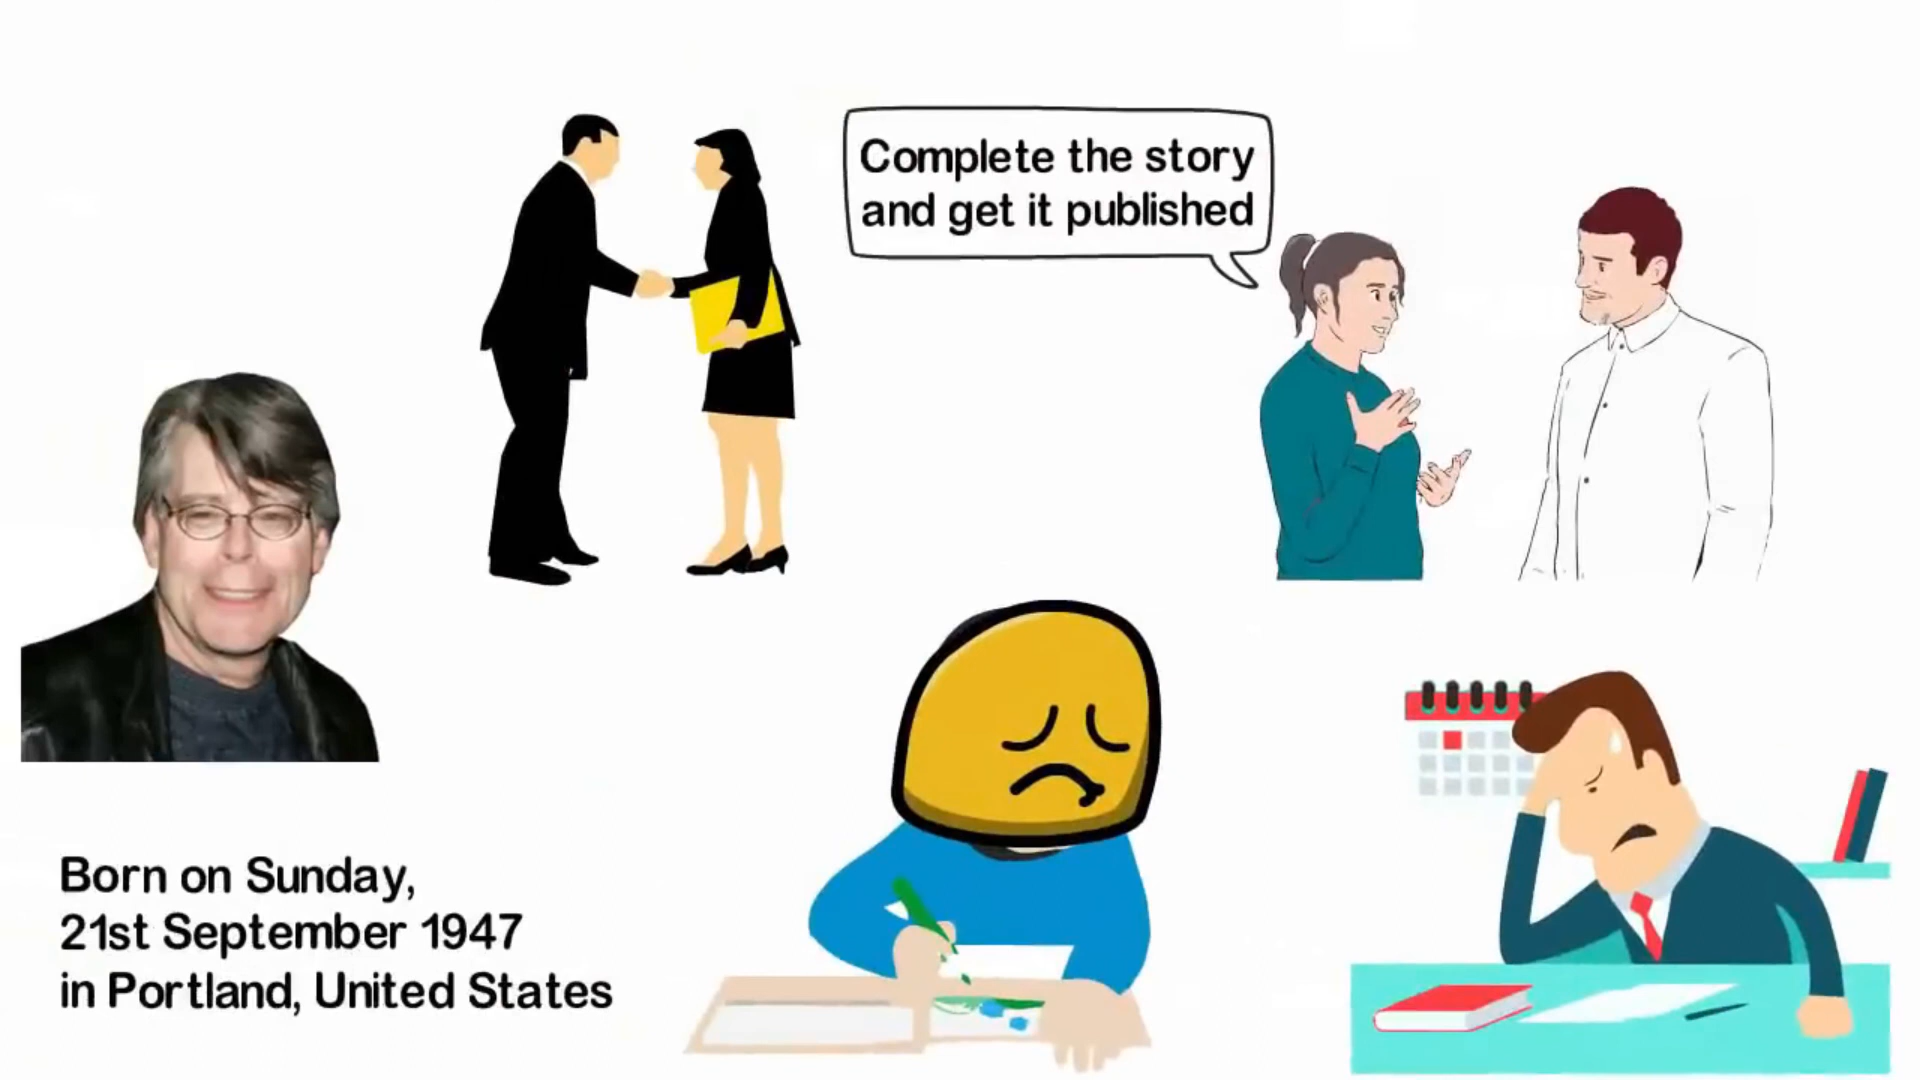 Complete the story
and get it published
Born on Sunday,
21st September 1947
in Portland, United States